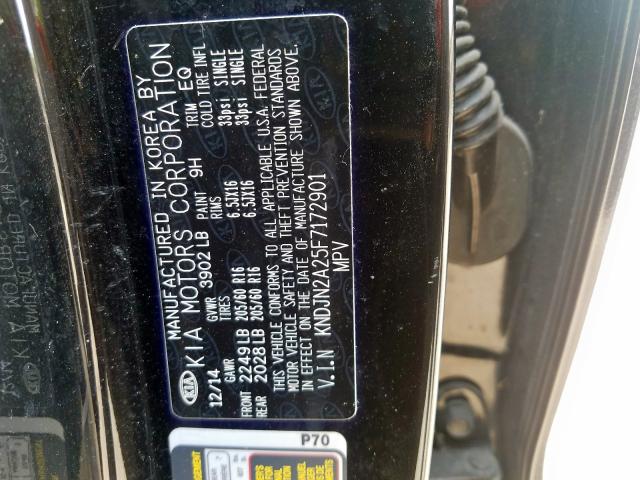 KIA
MANUFACTURED IN KOREA BY
KIA MOTORS CORPORATION
12/14 GVWR 3902 LB PAINT 9H TRIM EQ
GAWR TIRES RIMS COLD TIRE INFL
FRONT 2249LB 205/60 R16 6.5JX16 33psi SINGLE
REAR 2028LB 205/60 R16 6.5JX16 33psi SINGLE
THIS VEHICLE CONFORMS TO ALL APPLICABLE U.S.A. FEDERAL
MOTOR VEHICLE SAFETY AND THEFT PREVENTION STANDARDS
IN EFFECT ON THE DATE OF MANUFACTURE SHOWN ABOVE.
V.I.N KNDJN2A25F7172901
MPV
P70